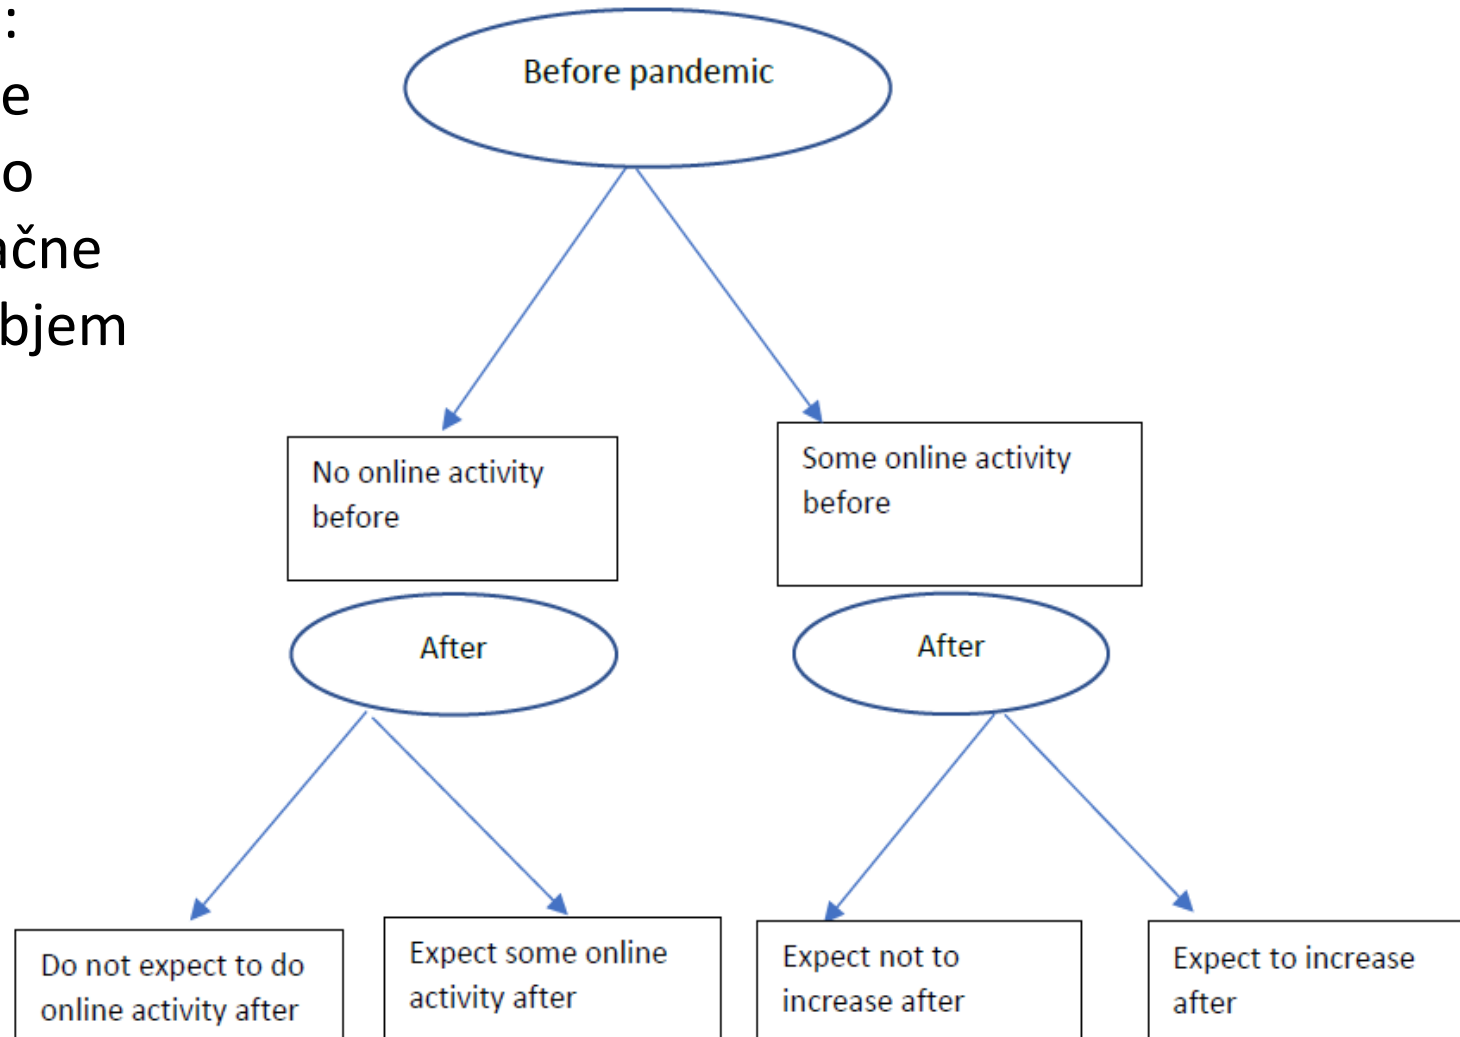 :
e
o
ačne
bjem
Before pandemic
No online activity
before
Some online activity
before
After
After
Do not expect to do
online activity after
Expect some online
activity after
Expect not to
increase after
Expect to increase
after